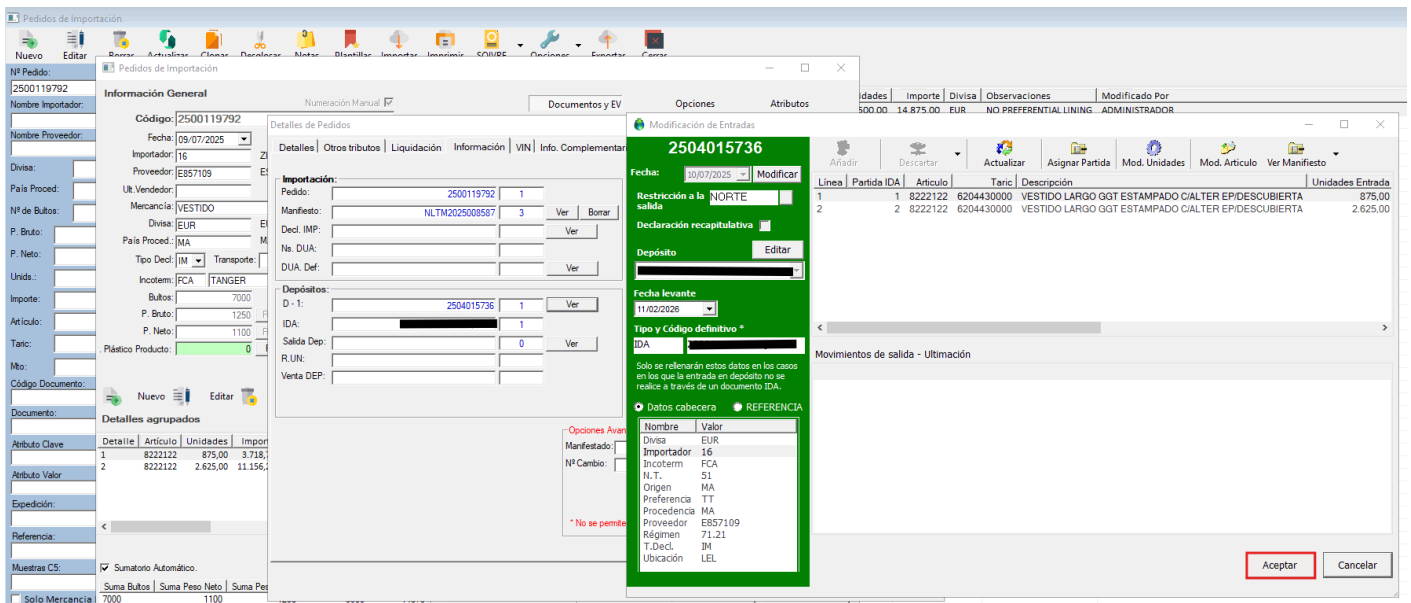 Pedidos de Importación
Nuevo Editar Borrar Actualizar Clonar Desglosar Notas Plantillas Importar Imprimir SOIVRE Opciones Exportar Cerrar
Nº Pedido:
2500119792
Nombre Importador:
Nombre Proveedor:
Divisa:
País Proced:
Nº de Bultos:
P. Bruto:
P. Neto:
Unids.:
Importe:
Artículo:
Taric:
Mto:
Código Documento:
Documento:
Atributo Clave
Atributo Valor
Expedición:
Referencia:
Muestras C5:
Solo Mercancia
Importe Divisa Observaciones Modificado Por
14.875.00 EUR NO PREFERENTIAL LINING ADMINISTRADOR
Pedidos de Importación
Información General
Numeración Manual
Documentos y EV Opciones Atributos
Código: 2500119792
Fecha: 09/07/2025
Importador: 16
Proveedor: E857109
Ult.Vendedor:
Mercancía: VESTIDO
Divisa: EUR
País Proced.: MA
Tipo Decl: IM Transporte:
Incoterm: FCA TANGER
Bultos: 7000
P. Bruto: 1250
P. Neto: 1100
. Plástico Producto: 0
Nuevo Editar
Detalles agrupados
Detalle Artículo Unidades Impor
1 8222122 875,00 3.718,
2 8222122 2.625,00 11.156,
Sumatorio Automático.
Suma Bultos Suma Peso Neto Suma Pes
7000 1100
Detalles de Pedidos
Detalles Otros tributos Liquidación Información VIN Info. Complementari
Importación:
Pedido: 2500119792 1
Manifiesto: NLTM2025008587 3 Ver Borrar
Decl. IMP: Ver
Ns. DUA:
DUA. Def: Ver
Depósitos:
D - 1: 2504015736 1 Ver
IDA: 1
Salida Dep: 0 Ver
R.UN:
Venta DEP:
Opciones Avan
Manifestado:
Nº Cambio:
* No se permite
Modificación de Entradas
2504015736
Fecha: 10/07/2025 Modificar
Restricción a la salida NORTE
Declaración recapitulativa
Depósito Editar
Fecha levante
11/02/2026
Tipo y Código definitivo *
IDA
Solo se rellenarán estos datos en los casos
en los que la entrada en depósito no se
realice a través de un documento IDA.
Datos cabecera REFERENCIA
Nombre Valor
Divisa EUR
Importador 16
Incoterm FCA
N.T. 51
Origen MA
Preferencia TT
Procedencia MA
Proveedor E857109
Régimen 71.21
T.Decl. IM
Ubicación LEL
Añadir Descartar Actualizar Asignar Partida Mod. Unidades Mod. Articulo Ver Manifiesto
Línea Partida IDA Articulo Taric Descripción Unidades Entrada
1 1 8222122 6204430000 VESTIDO LARGO GGT ESTAMPADO C/ALTER EP/DESCUBIERTA 875,00
2 2 8222122 6204430000 VESTIDO LARGO GGT ESTAMPADO C/ALTER EP/DESCUBIERTA 2.625,00
Movimientos de salida - Ultimación
Aceptar Cancelar